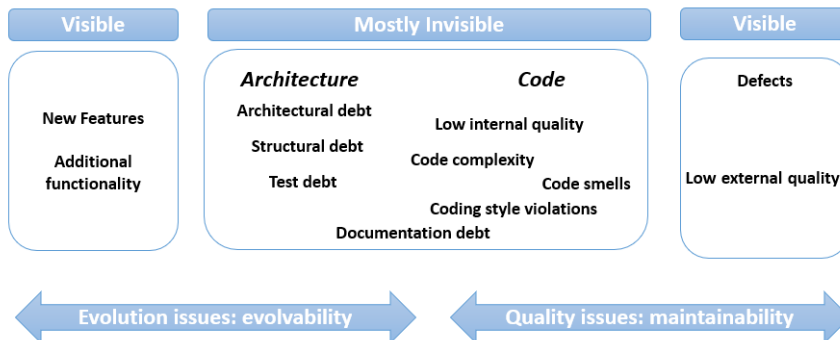 Visible
Mostly Invisible
Visible
New Features
Additional
functionality
Architecture
Architectural debt
Structural debt
Test debt
Code
Low internal quality
Code complexity
Code smells
Coding style violations
Documentation debt
Defects
Low external quality
Evolution issues: evolvability
Quality issues: maintainability